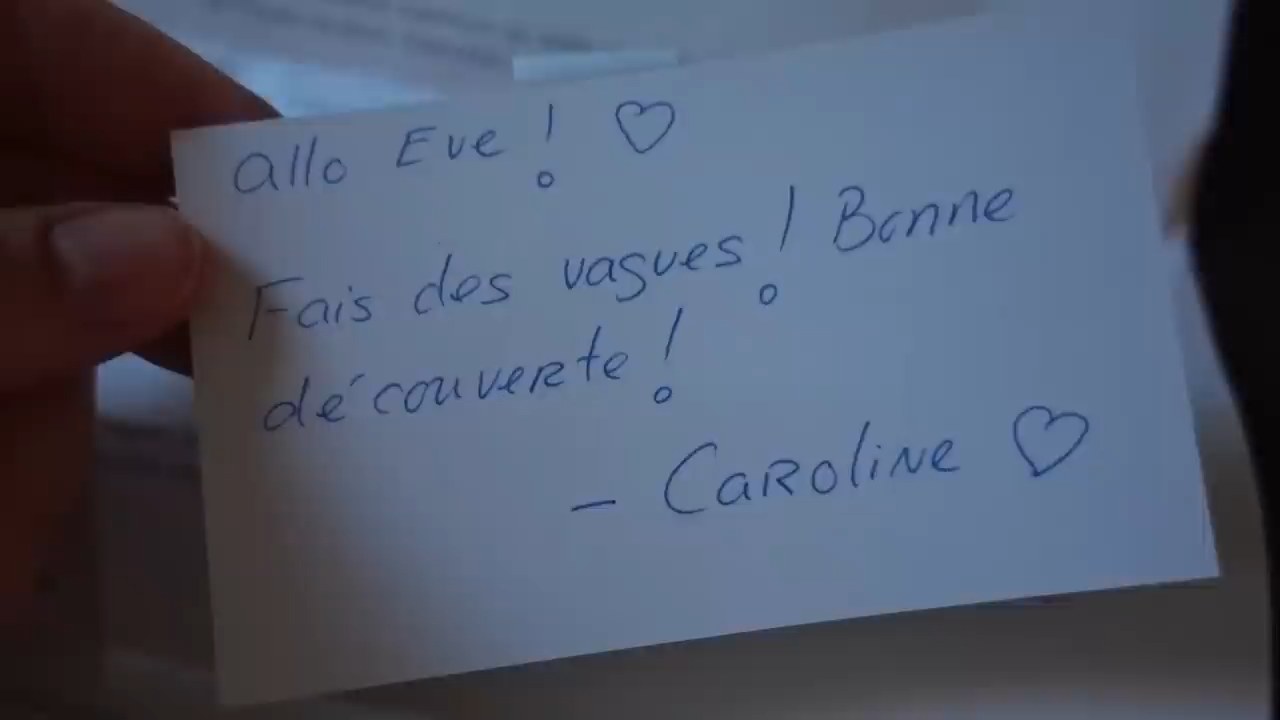 allo Eve ! ♡
Fais des vagues ! Bonne
découverte !
- Caroline ♡